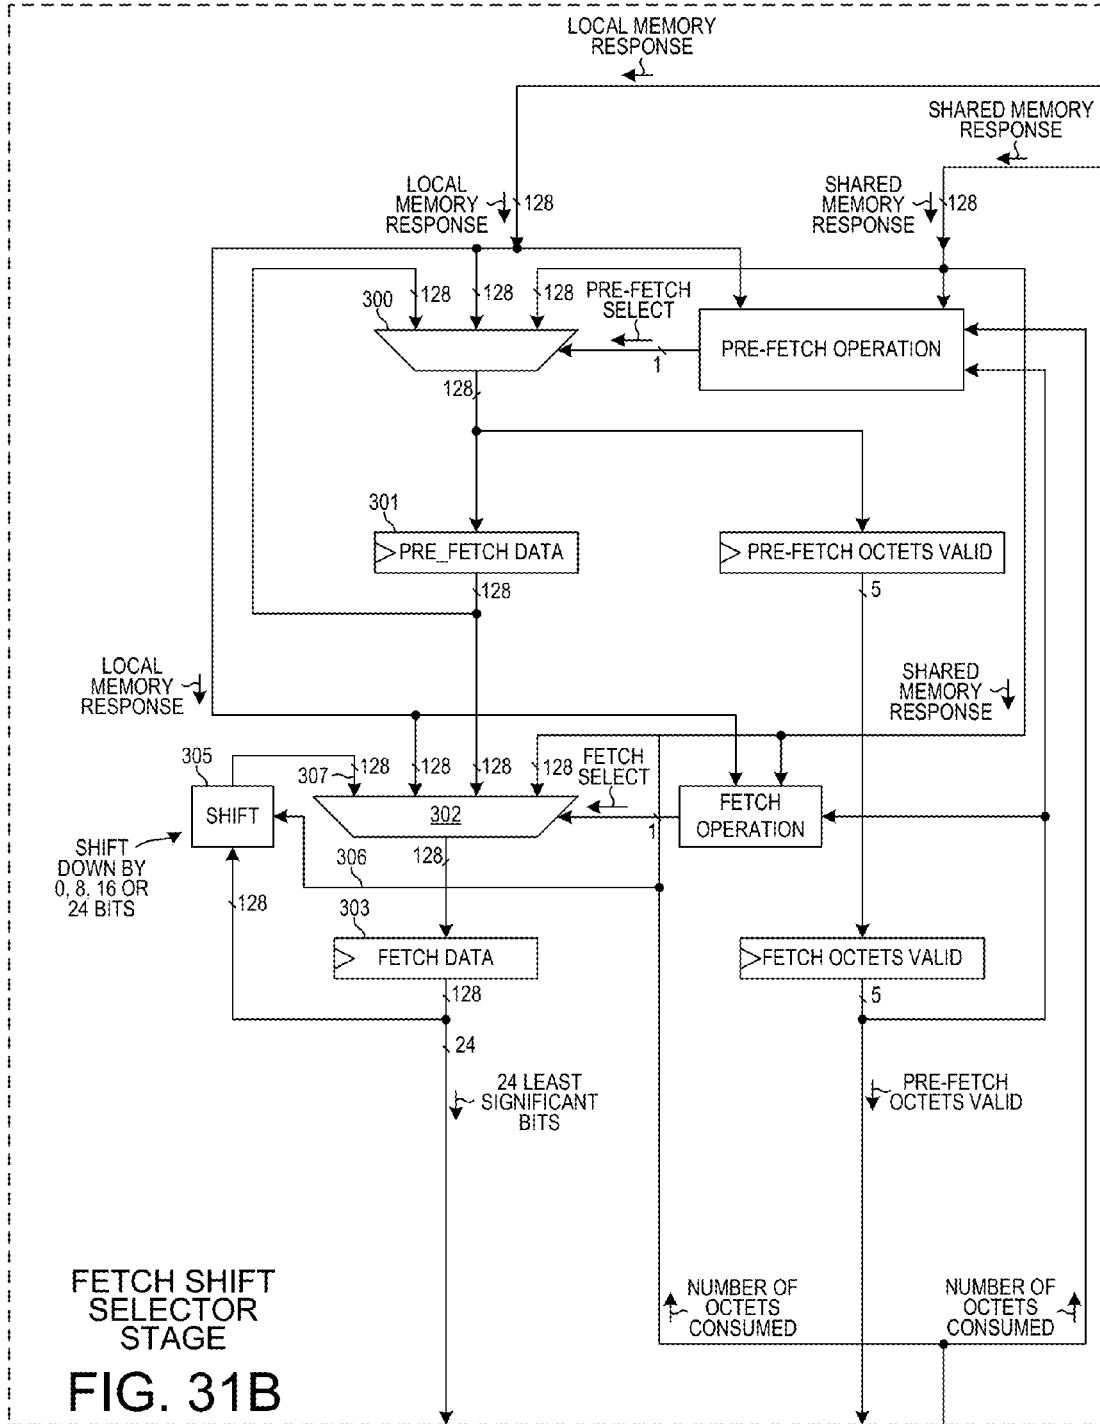 LOCAL MEMORY
RESPONSE
SHARED MEMORY
RESPONSE
LOCAL
MEMORY
RESPONSE
128
SHARED
MEMORY
RESPONSE
128
300
128
128
128
PRE-FETCH
SELECT
1
PRE-FETCH OPERATION
128
301
PRE_FETCH DATA
128
PRE-FETCH OCTETS VALID
5
LOCAL
MEMORY
RESPONSE
SHARED
MEMORY
RESPONSE
305
SHIFT
307
128
128
128
128
FETCH
SELECT
302
1
FETCH
OPERATION
SHIFT
DOWN BY
0, 8, 16 OR
24 BITS
128
306
128
303
FETCH DATA
128
FETCH OCTETS VALID
5
24
24 LEAST
SIGNIFICANT
BITS
PRE-FETCH
OCTETS VALID
NUMBER OF
OCTETS
CONSUMED
NUMBER OF
OCTETS
CONSUMED
FETCH SHIFT
SELECTOR
STAGE
FIG. 31B